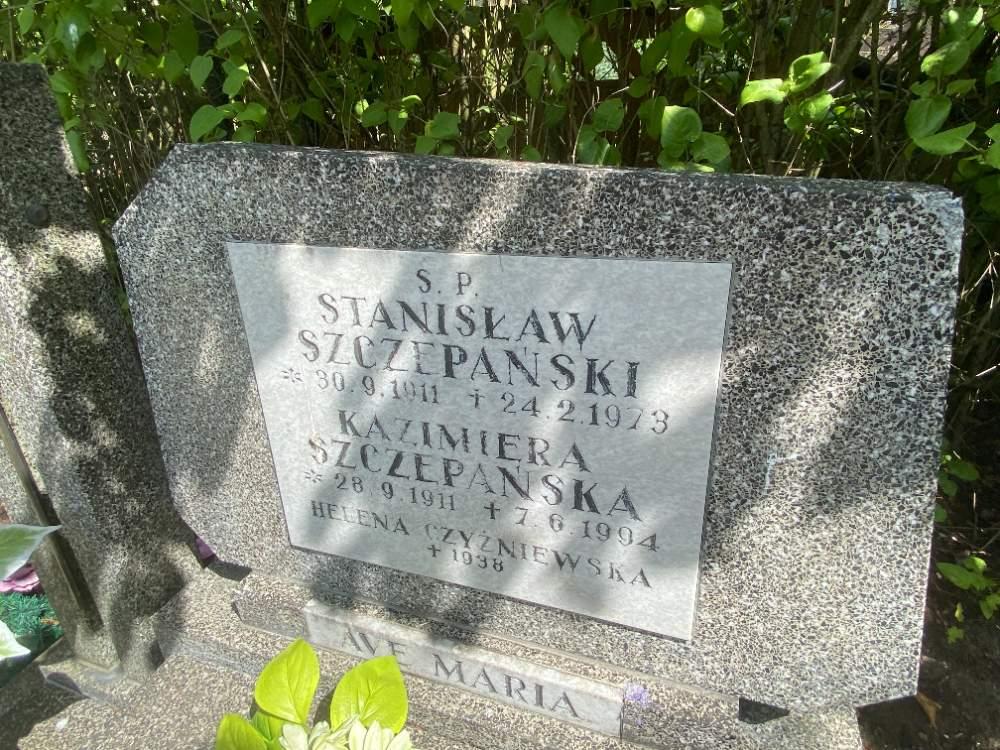 S. P.
STANISŁAW
SZCZEPAŃSKI
* 30.9.1911 + 24.2.1973
KAZIMIERA
SZCZEPAŃSKA
* 28.9.1911 + 7.6.1994
HELENA CZYŻNIEWSKA
+ 1938
AVE MARIA